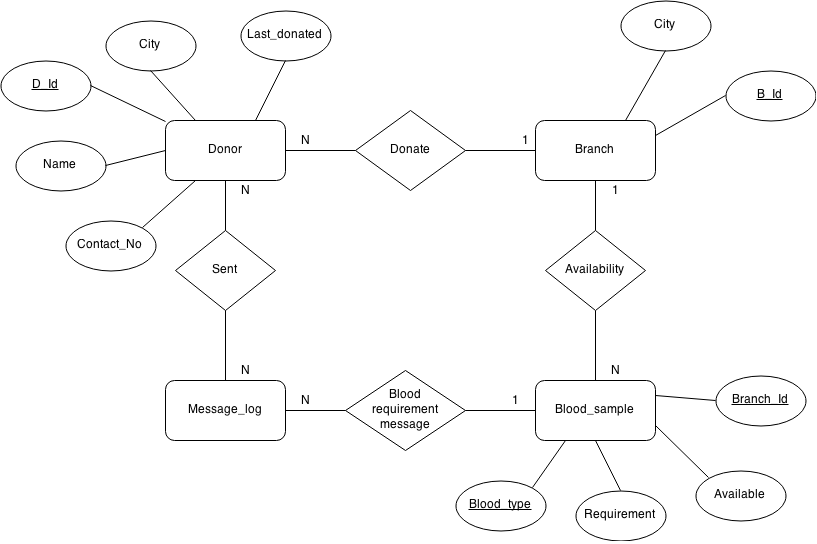 City
Last_donated
City
D_Id
B_Id
Donor
N
Donate
1
Branch
Name
N
1
Contact_No
Sent
Availability
N
N
Message_log
N
Blood
requirement
message
1
Blood_sample
Branch_Id
Blood_type
Requirement
Available